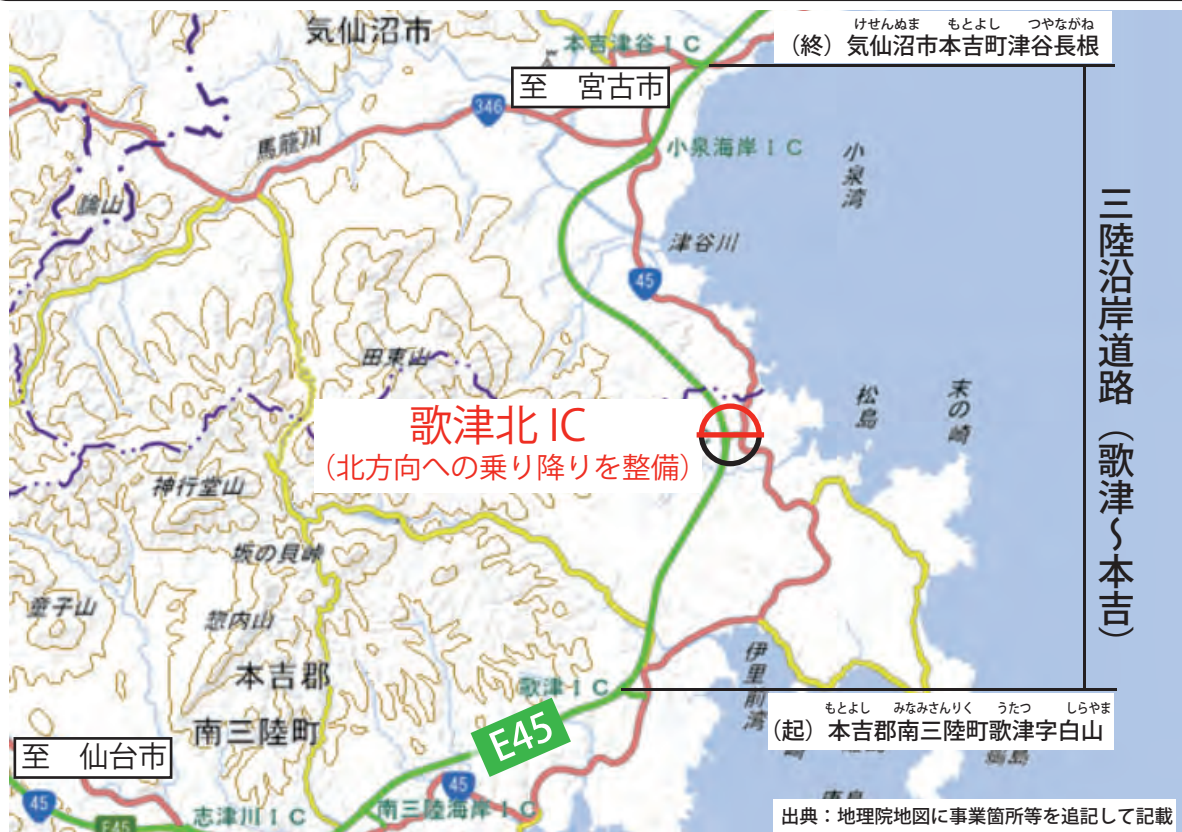 気仙沼市
本吉津谷IC
けせんぬま もとよし つやながね
（終）気仙沼市本吉町津谷長根
至 宮古市
346
馬籠川
小泉海岸IC
小泉湾
津谷川
45
三陸沿岸道路（歌津～本吉）
田束山
松島
末の崎
歌津北IC
（北方向への乗り降りを整備）
神行堂山
坂の貝峠
童子山
惣内山
本吉郡
南三陸町
伊里前湾
歌津IC
E45
もとよし みなみさんりく うたつ しらやま
（起）本吉郡南三陸町歌津字白山
至 仙台市
45
志津川IC
45
南三陸海岸IC
E45
出典：地理院地図に事業箇所等を追記して記載